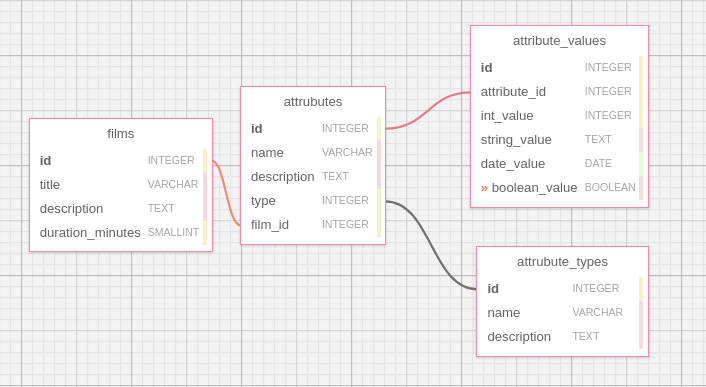 films
id INTEGER
title VARCHAR
description TEXT
duration_minutes SMALLINT
attrubutes
id INTEGER
name VARCHAR
description TEXT
type INTEGER
film_id INTEGER
attribute_values
id INTEGER
attribute_id INTEGER
int_value INTEGER
string_value TEXT
date_value DATE
» boolean_value BOOLEAN
attrubute_types
id INTEGER
name VARCHAR
description TEXT